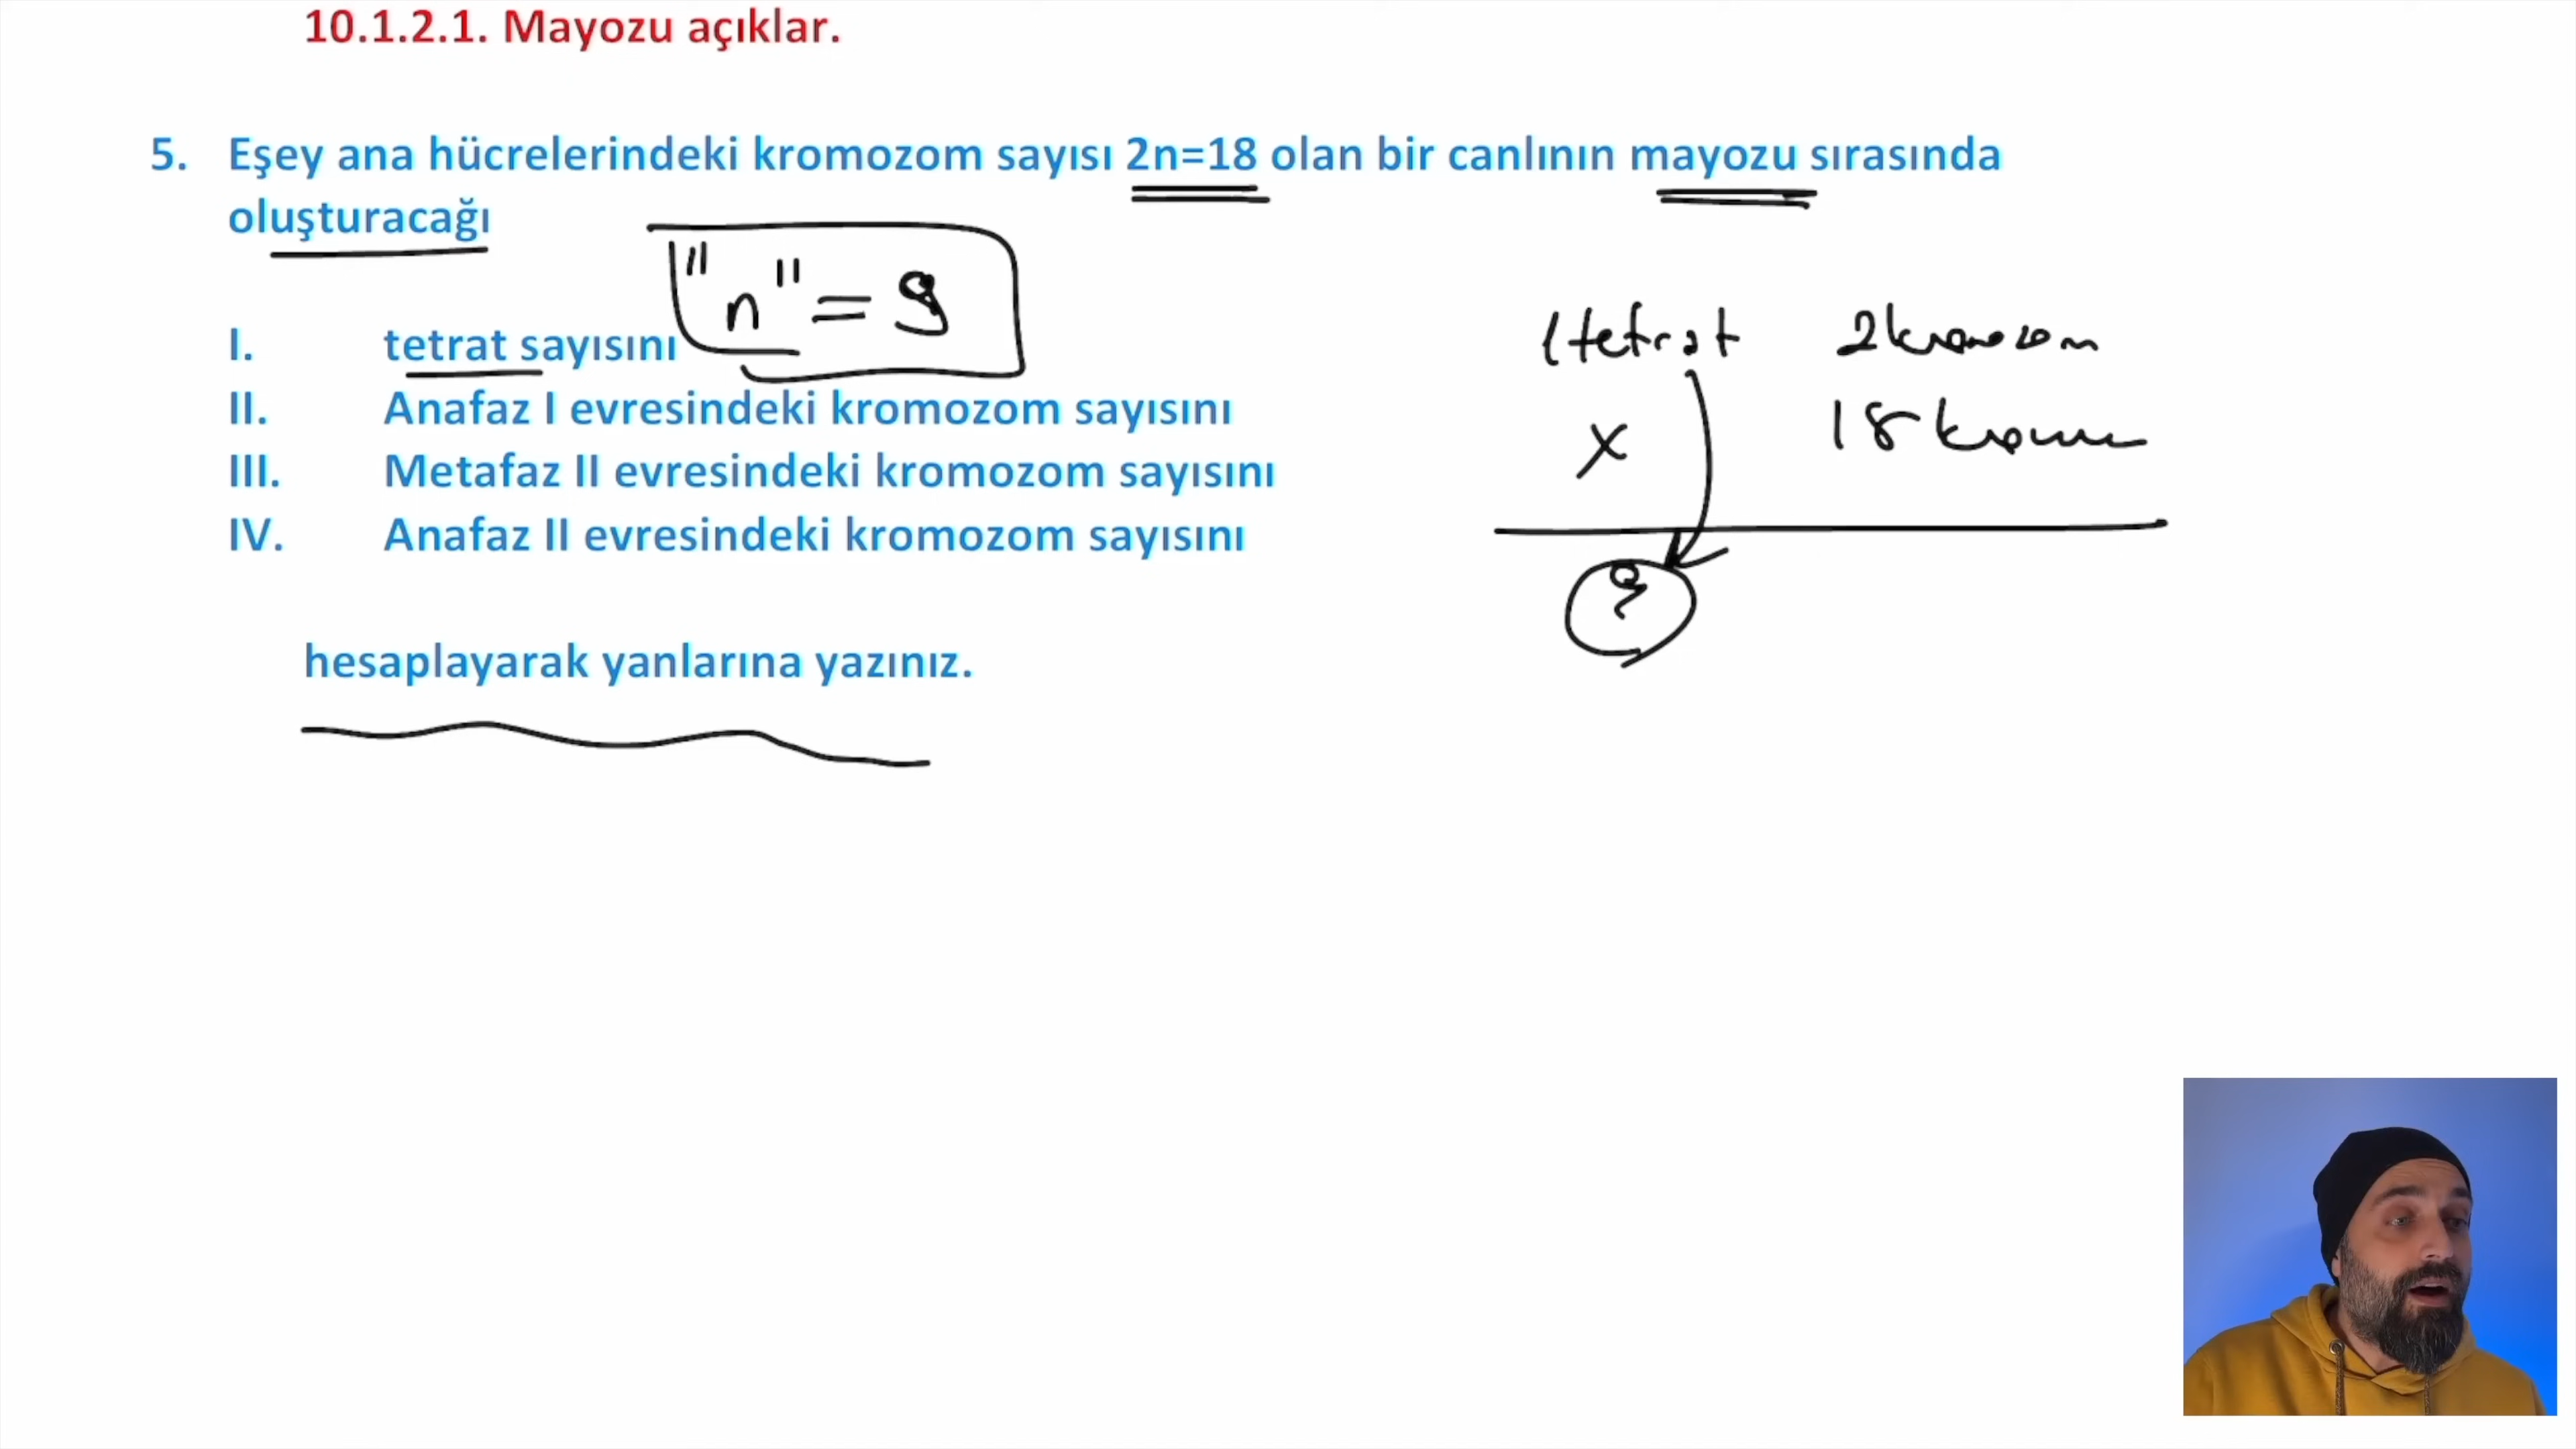 10.1.2.1. Mayozu açıklar.
5. Eşey ana hücrelerindeki kromozom sayısı 2n=18 olan bir canlının mayozu sırasında
oluşturacağı
"n" = 9
I. tetrat sayısını
II. Anafaz I evresindeki kromozom sayısını
III. Metafaz II evresindeki kromozom sayısını
IV. Anafaz II evresindeki kromozom sayısını
hesaplayarak yanlarına yazınız.
1 tetrat 2 kromozom
x 18
9